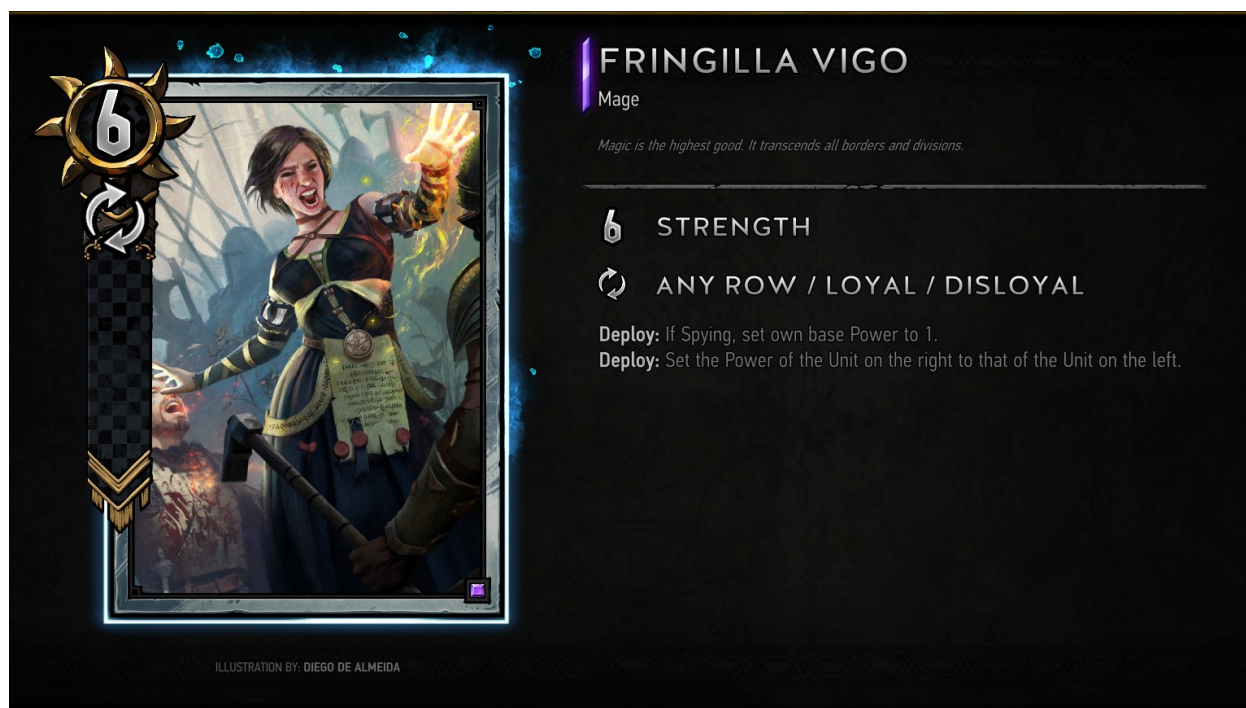 6
FRINGILLA VIGO
Mage
Magic is the highest good. It transcends all borders and divisions.
6 STRENGTH
ANY ROW / LOYAL / DISLOYAL
Deploy: If Spying, set own base Power to 1.
Deploy: Set the Power of the Unit on the right to that of the Unit on the left.
ILLUSTRATION BY: DIEGO DE ALMEIDA